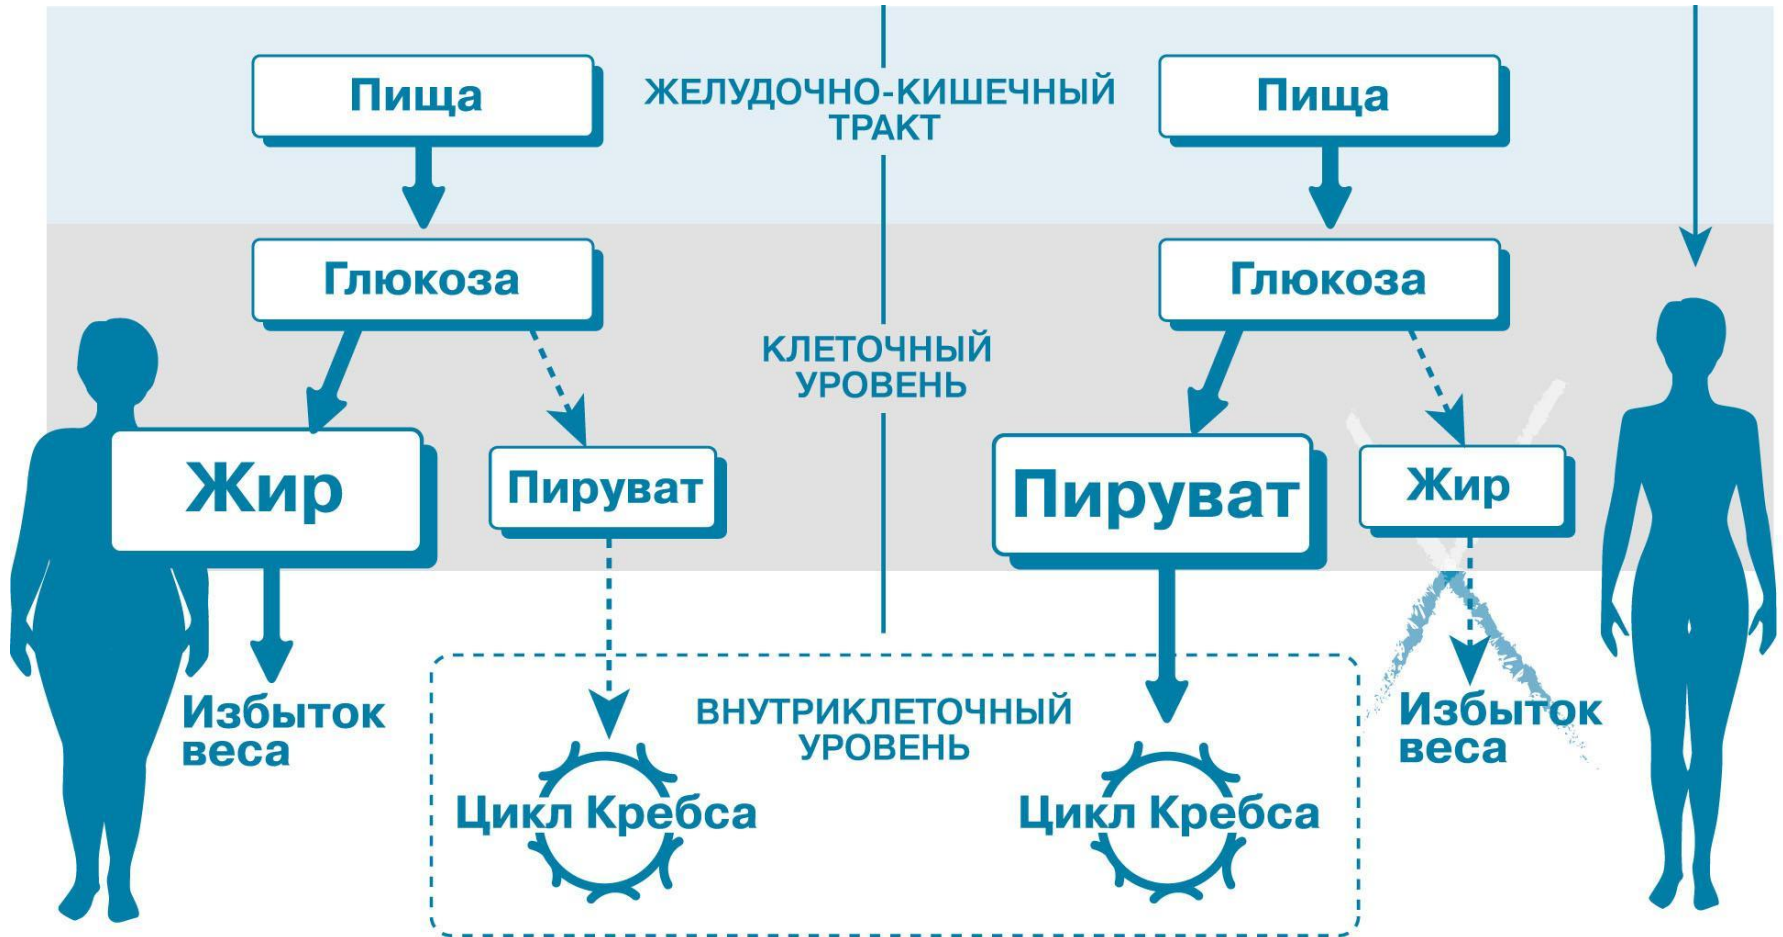 Пища
ЖЕЛУДОЧНО-КИШЕЧНЫЙ
ТРАКТ
Пища
Глюкоза
Глюкоза
КЛЕТОЧНЫЙ
УРОВЕНЬ
Жир
Пируват
Пируват
Жир
Избыток
веса
ВНУТРИКЛЕТОЧНЫЙ
УРОВЕНЬ
Избыток
веса
Цикл Кребса
Цикл Кребса